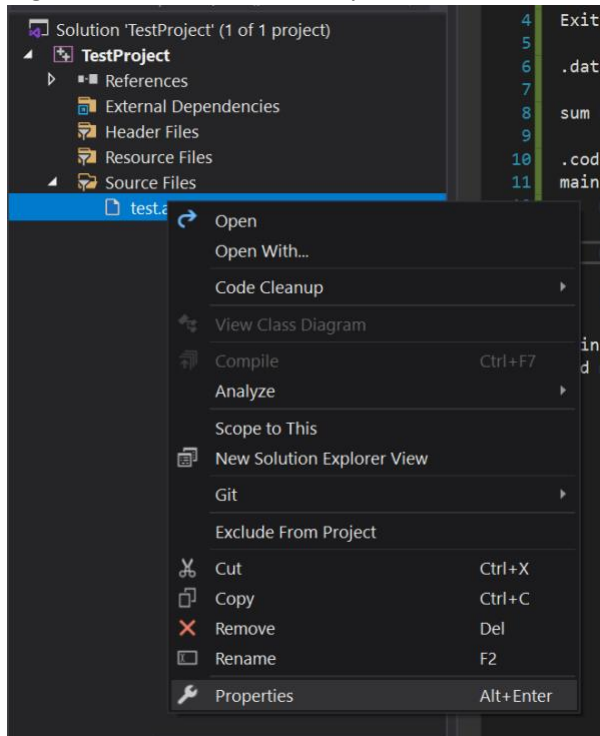 Solution 'TestProject' (1 of 1 project)
TestProject
References
External Dependencies
Header Files
Resource Files
Source Files
test.a
Open
Open With...
Code Cleanup
View Class Diagram
Compile Ctrl+F7
Analyze
Scope to This
New Solution Explorer View
Git
Exclude From Project
Cut Ctrl+X
Copy Ctrl+C
Remove Del
Rename F2
Properties Alt+Enter
4 Exit
5
6 .dat
7
8 sum
9
10 .cod
11 main
in
d